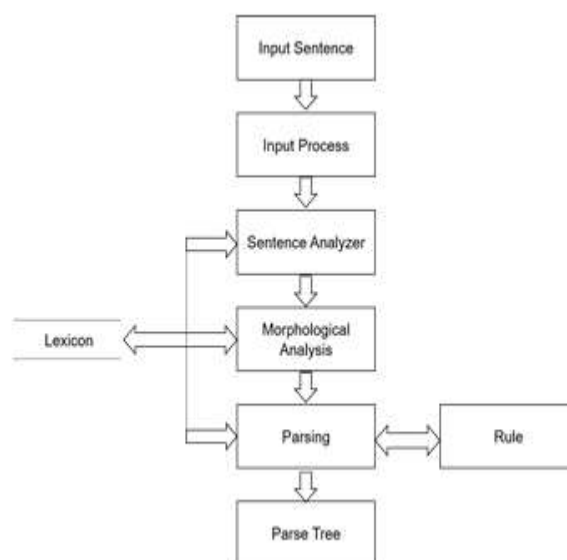 Input Sentence
Input Process
Sentence Analyzer
Lexicon
Morphological
Analysis
Parsing
Rule
Parse Tree